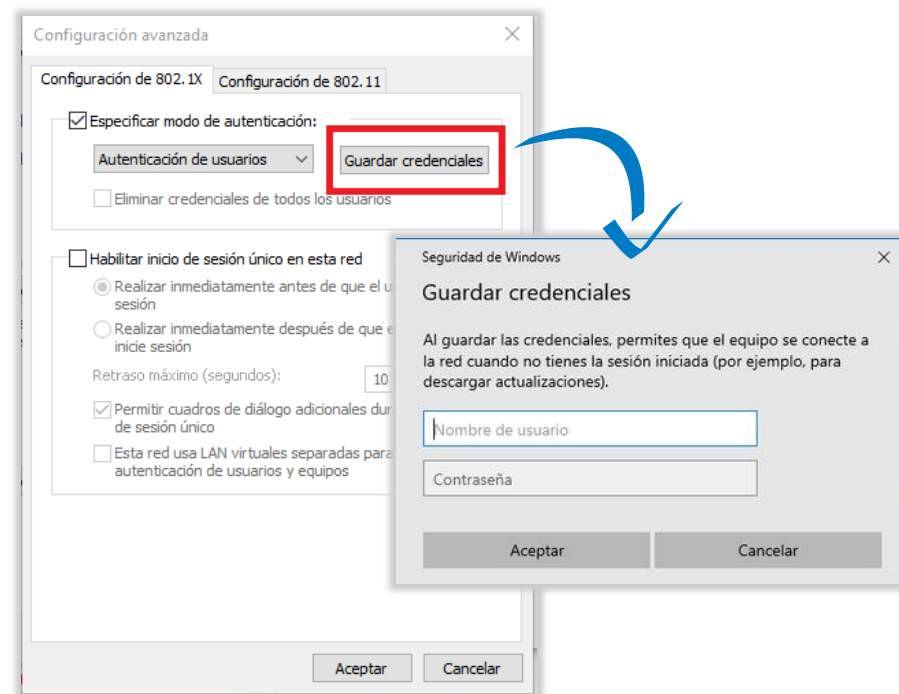 Configuración avanzada
Configuración de 802.1X
Configuración de 802.11
Especificar modo de autenticación:
Autenticación de usuarios
Guardar credenciales
Eliminar credenciales de todos los usuarios
Habilitar inicio de sesión único en esta red
Realizar inmediatamente antes de que el u
sesión
Realizar inmediatamente después de que e
inicie sesión
Retraso máximo (segundos):
10
Permitir cuadros de diálogo adicionales dur
de sesión único
Esta red usa LAN virtuales separadas para
autenticación de usuarios y equipos
Aceptar
Cancelar
Seguridad de Windows
Guardar credenciales
Al guardar las credenciales, permites que el equipo se conecte a
la red cuando no tienes la sesión iniciada (por ejemplo, para
descargar actualizaciones).
Nombre de usuario
Contraseña
Aceptar
Cancelar